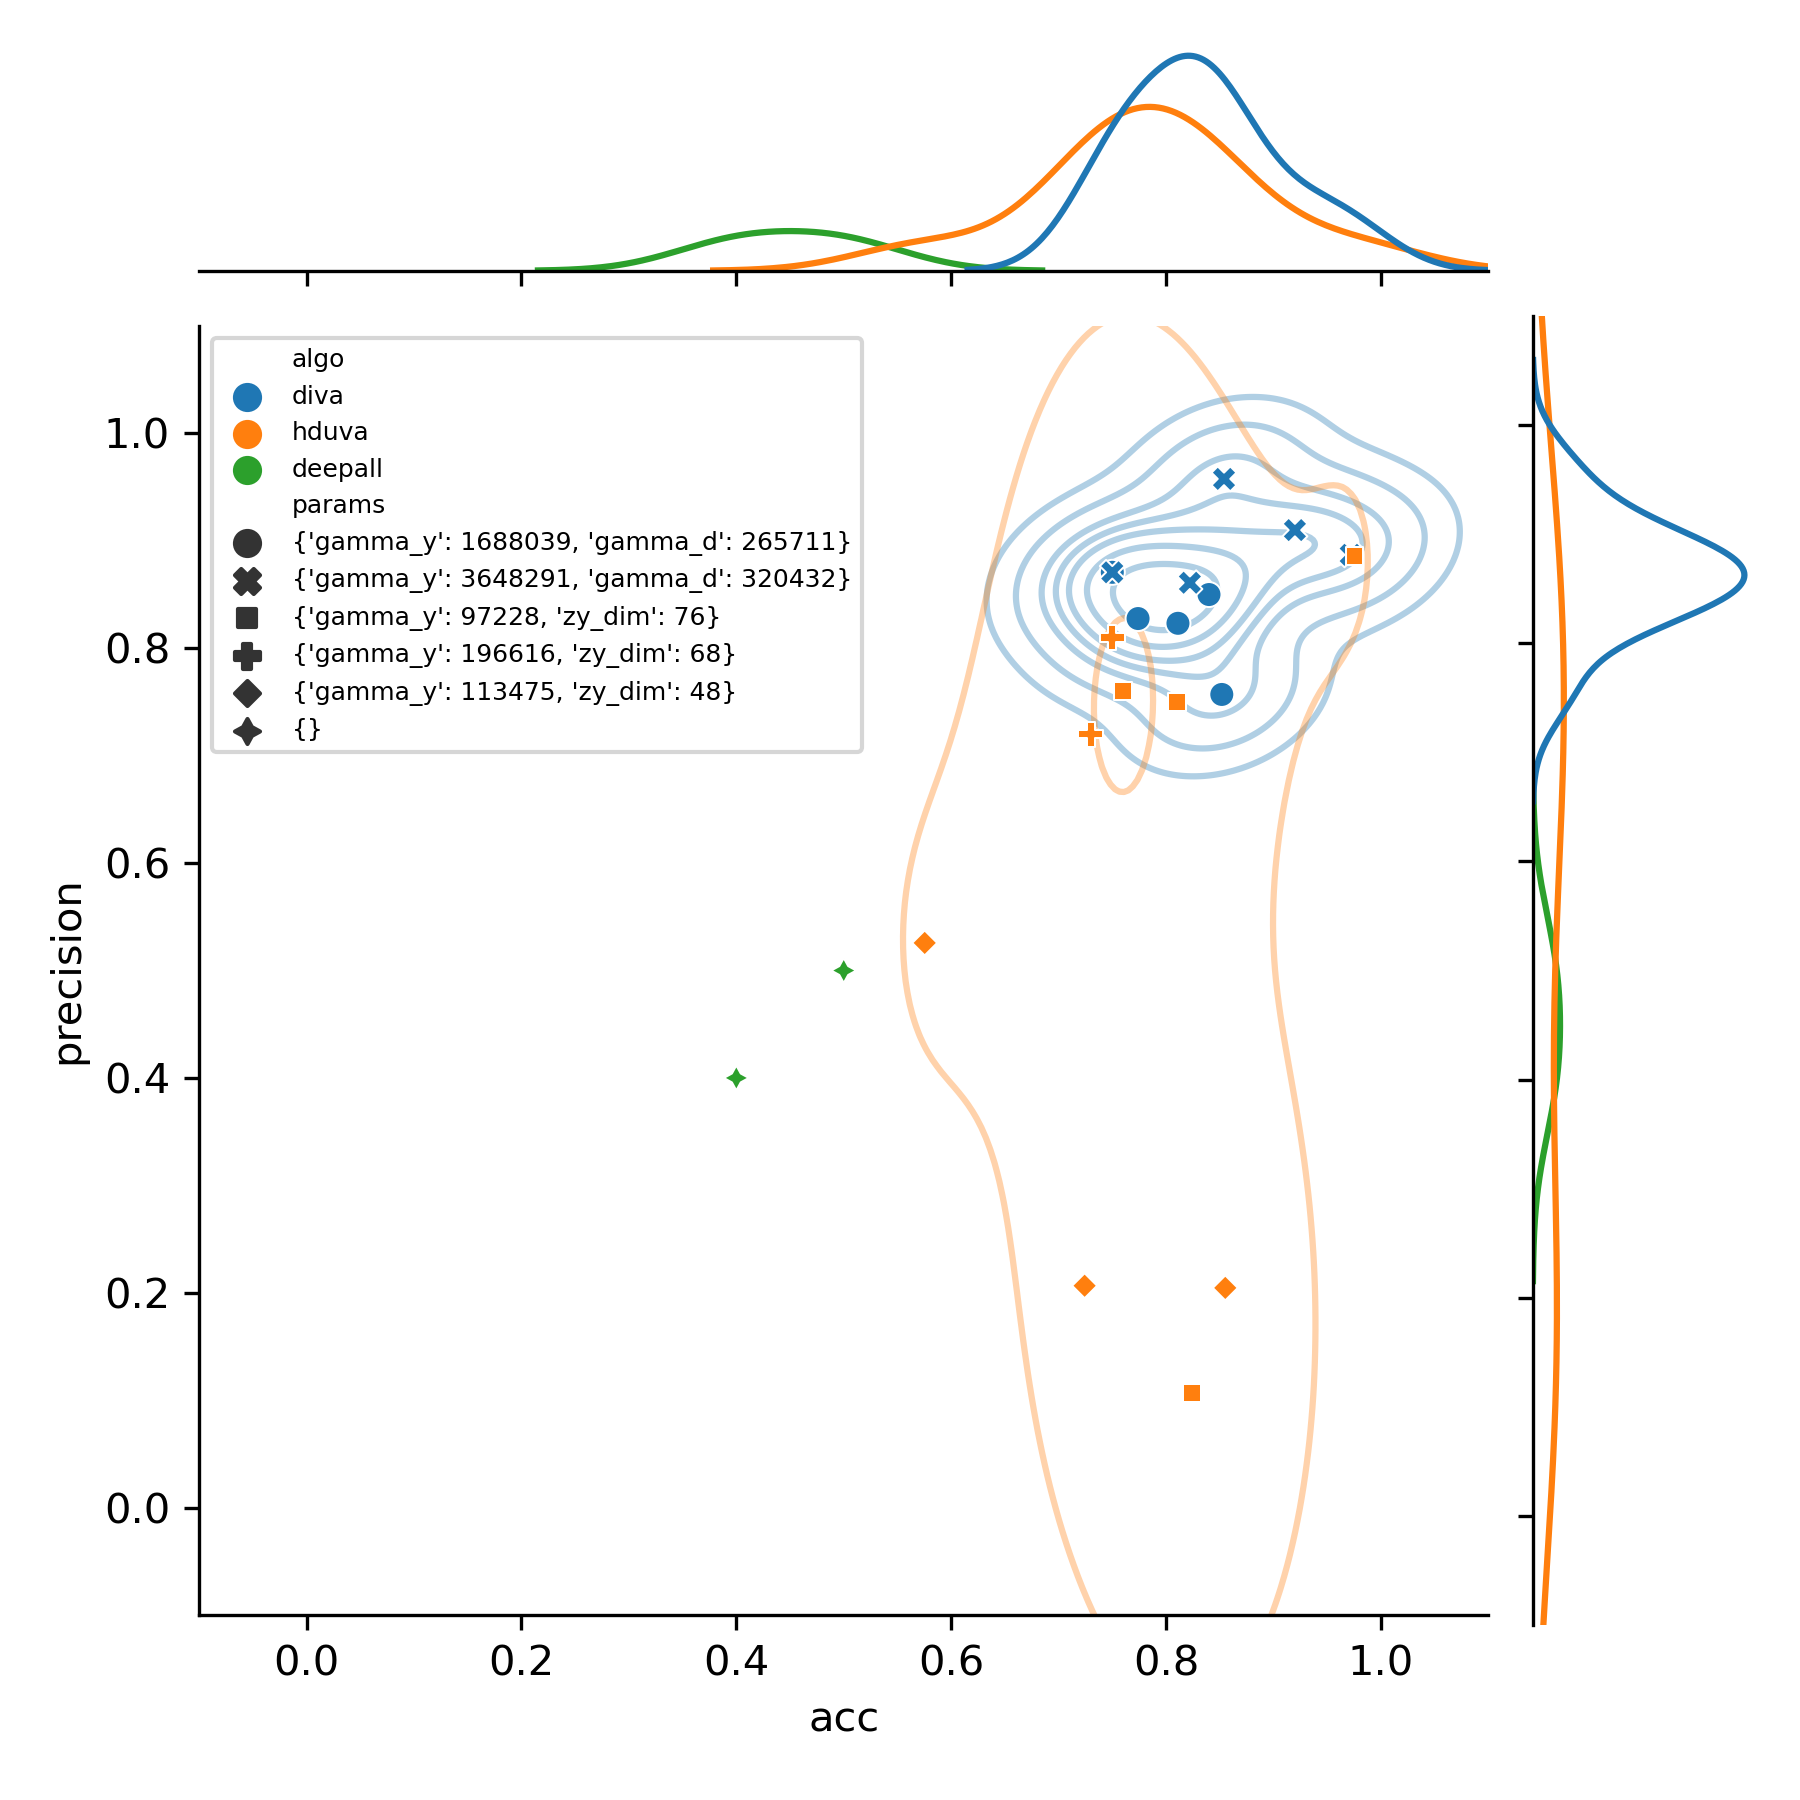 algo
diva
hduva
deepall
params
{'gamma_y': 1688039, 'gamma_d': 265711}
{'gamma_y': 3648291, 'gamma_d': 320432}
{'gamma_y': 97228, 'zy_dim': 76}
{'gamma_y': 196616, 'zy_dim': 68}
{'gamma_y': 113475, 'zy_dim': 48}
{}
1.0
0.8
0.6
0.4
0.2
0.0
precision
0.0 0.2 0.4 0.6 0.8 1.0
acc